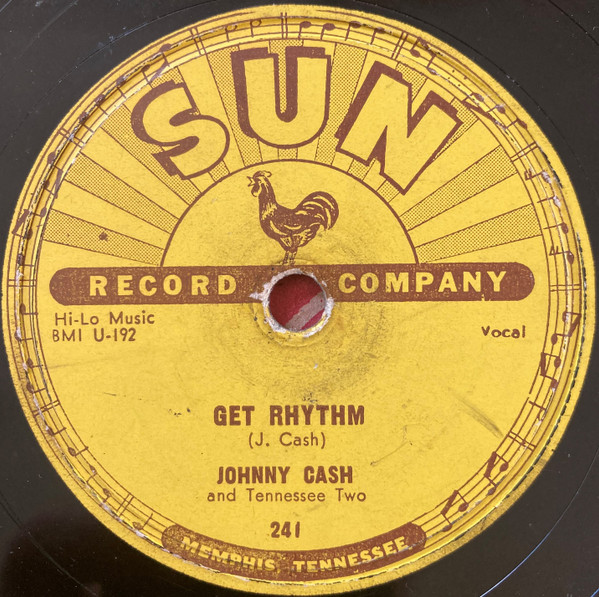 SUN
RECORD COMPANY
Hi-Lo Music
BMI U-192
Vocal
GET RHYTHM
(J. Cash)
JOHNNY CASH
and Tennessee Two
241
MEMPHIS, TENNESSEE